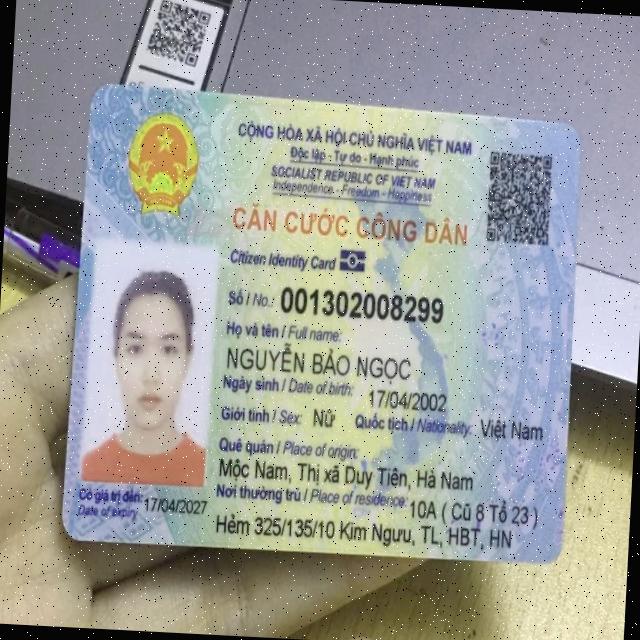 CỘNG HÒA XÃ HỘI CHỦ NGHĨA VIỆT NAM
Độc lập - Tự do - Hạnh phúc
SOCIALIST REPUBLIC OF VIET NAM
Independence - Freedom - Happiness
CĂN CƯỚC CÔNG DÂN
Citizen Identity Card
Số / No.: 001302008299
Họ và tên / Full name:
NGUYỄN BẢO NGỌC
Ngày sinh / Date of birth: 17/04/2002
Giới tính / Sex: Nữ Quốc tịch / Nationality: Việt Nam
Quê quán / Place of origin:
Mộc Nam, Thị xã Duy Tiên, Hà Nam
Nơi thường trú / Place of residence: 10A ( Cũ 8 Tổ 23 )
Hẻm 325/135/10 Kim Ngưu, TL, HBT, HN
Có giá trị đến: 17/04/2027
Date of expiry